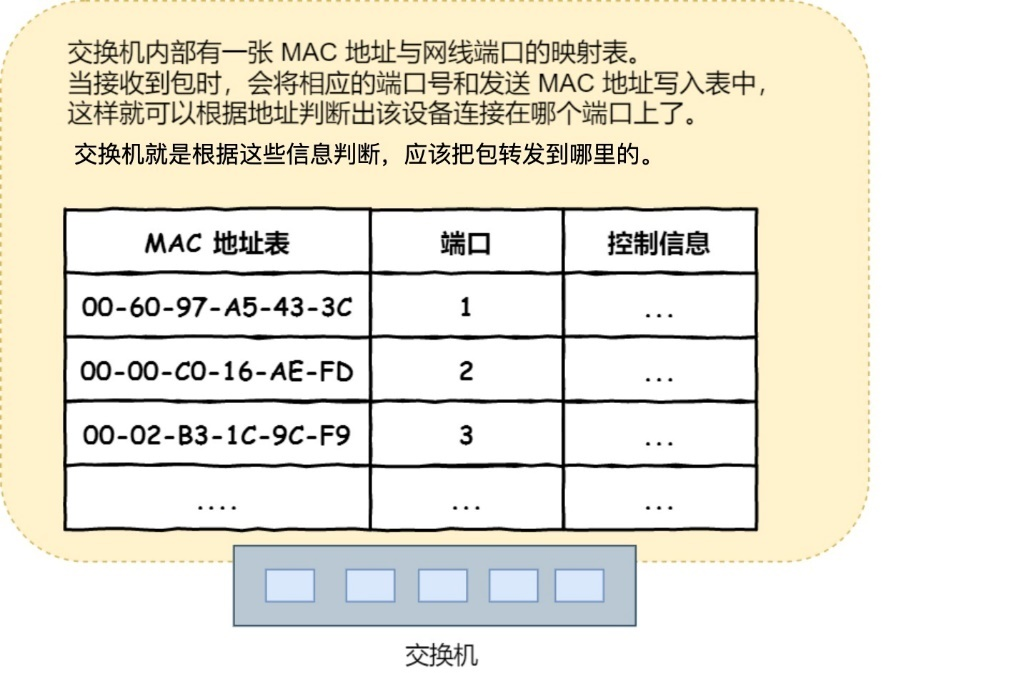 交换机内部有一张 MAC 地址与网线端口的映射表。
当接收到包时，会将相应的端口号和发送 MAC 地址写入表中，
这样就可以根据地址判断出该设备连接在哪个端口上了。
交换机就是根据这些信息判断，应该把包转发到哪里的。
MAC 地址表 端口 控制信息
00-60-97-A5-43-3C 1 ...
00-00-C0-16-AE-FD 2 ...
00-02-B3-1C-9C-F9 3 ...
.... ... ...
交换机